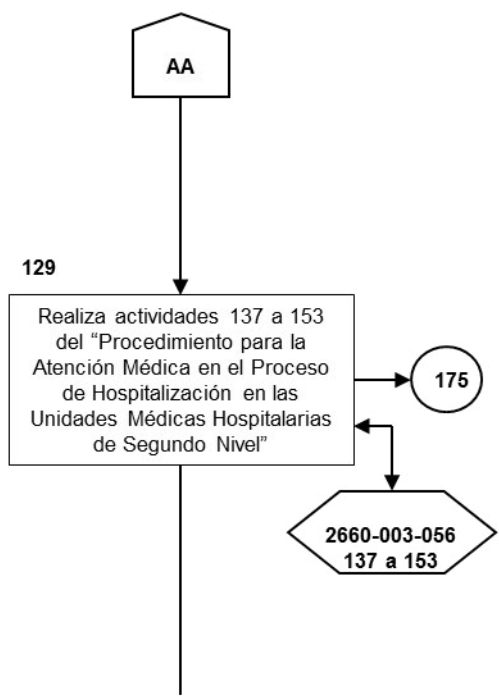 AA
129
Realiza actividades 137 a 153
del “Procedimiento para la
Atención Médica en el Proceso
de Hospitalización en las
Unidades Médicas Hospitalarias
de Segundo Nivel”
175
2660-003-056
137 a 153